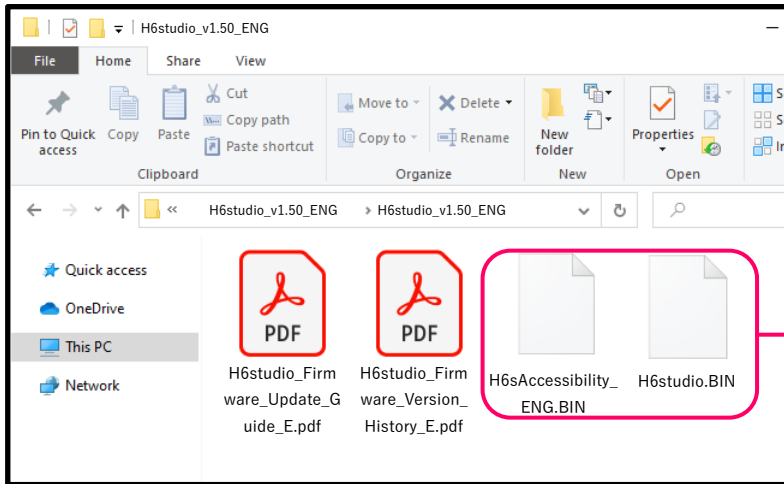 H6studio_v1.50_ENG
File Home Share View
Pin to Quick access
Copy
Paste
Cut
Copy path
Paste shortcut
Clipboard
Move to
Copy to
Delete
Rename
Organize
New folder
New
Properties
Open
S
S
In
« H6studio_v1.50_ENG > H6studio_v1.50_ENG
Quick access
OneDrive
This PC
Network
PDF
H6studio_Firm
ware_Update_G
uide_E.pdf
PDF
H6studio_Firm
ware_Version_
History_E.pdf
H6sAccessibility_
ENG.BIN
H6studio.BIN